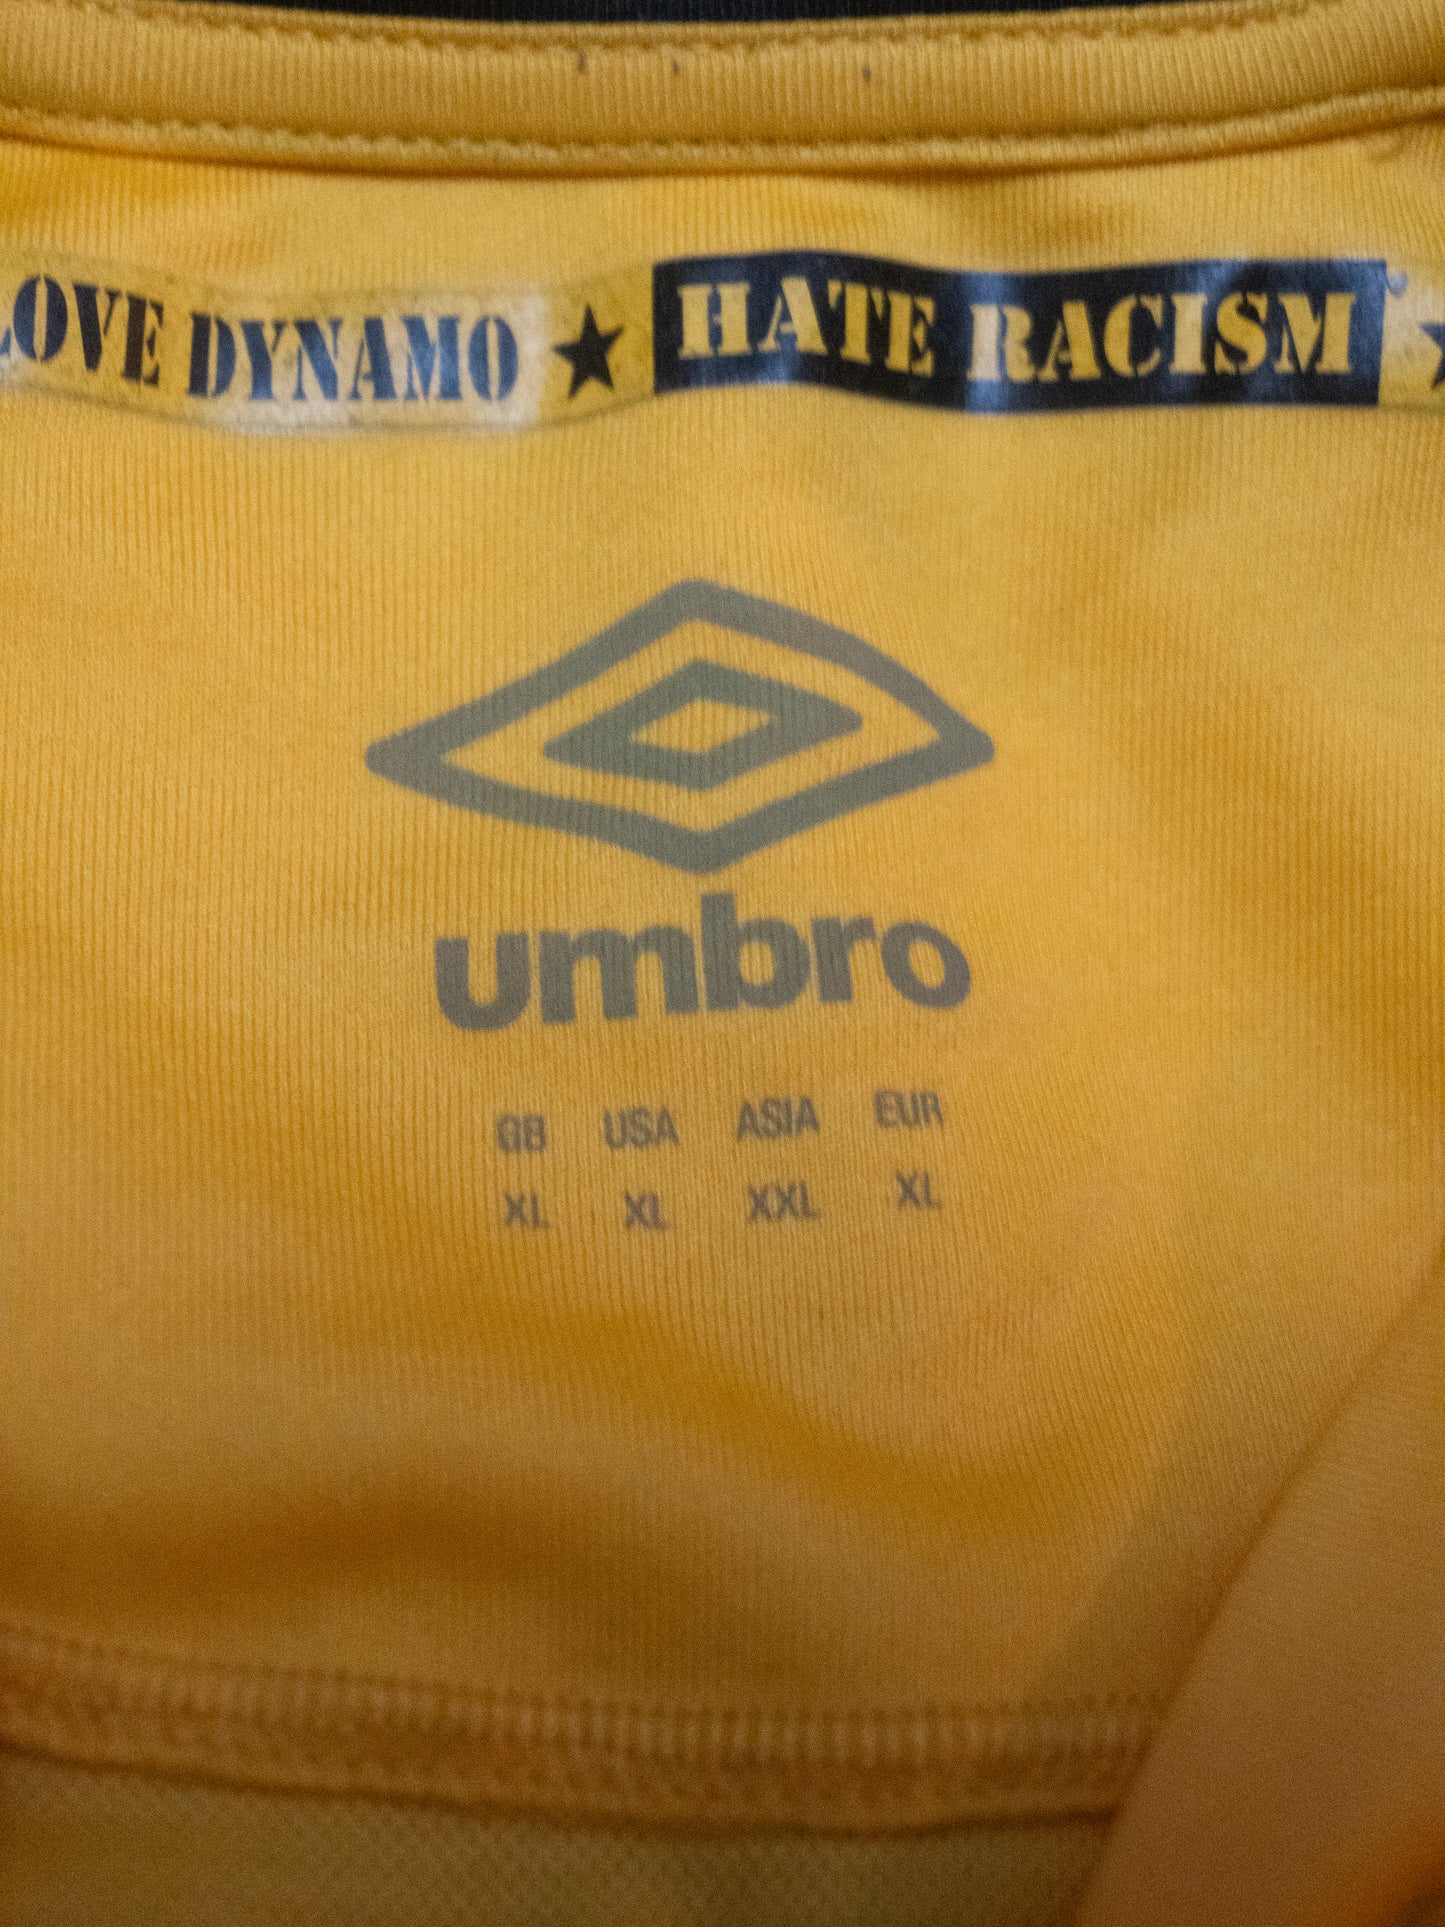 LOVE DYNAMO ★ HATE RACISM ★
umbro
GB USA ASIA EUR
XL XL XXL XL